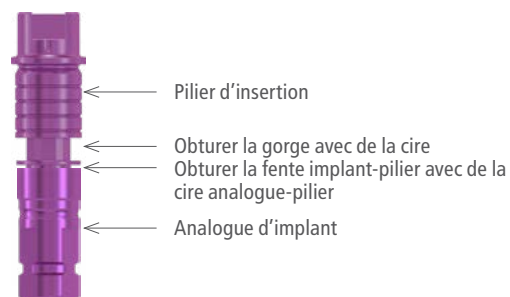 Pilier d’insertion
Obturer la gorge avec de la cire
Obturer la fente implant-pilier avec de la
cire analogue-pilier
Analogue d’implant